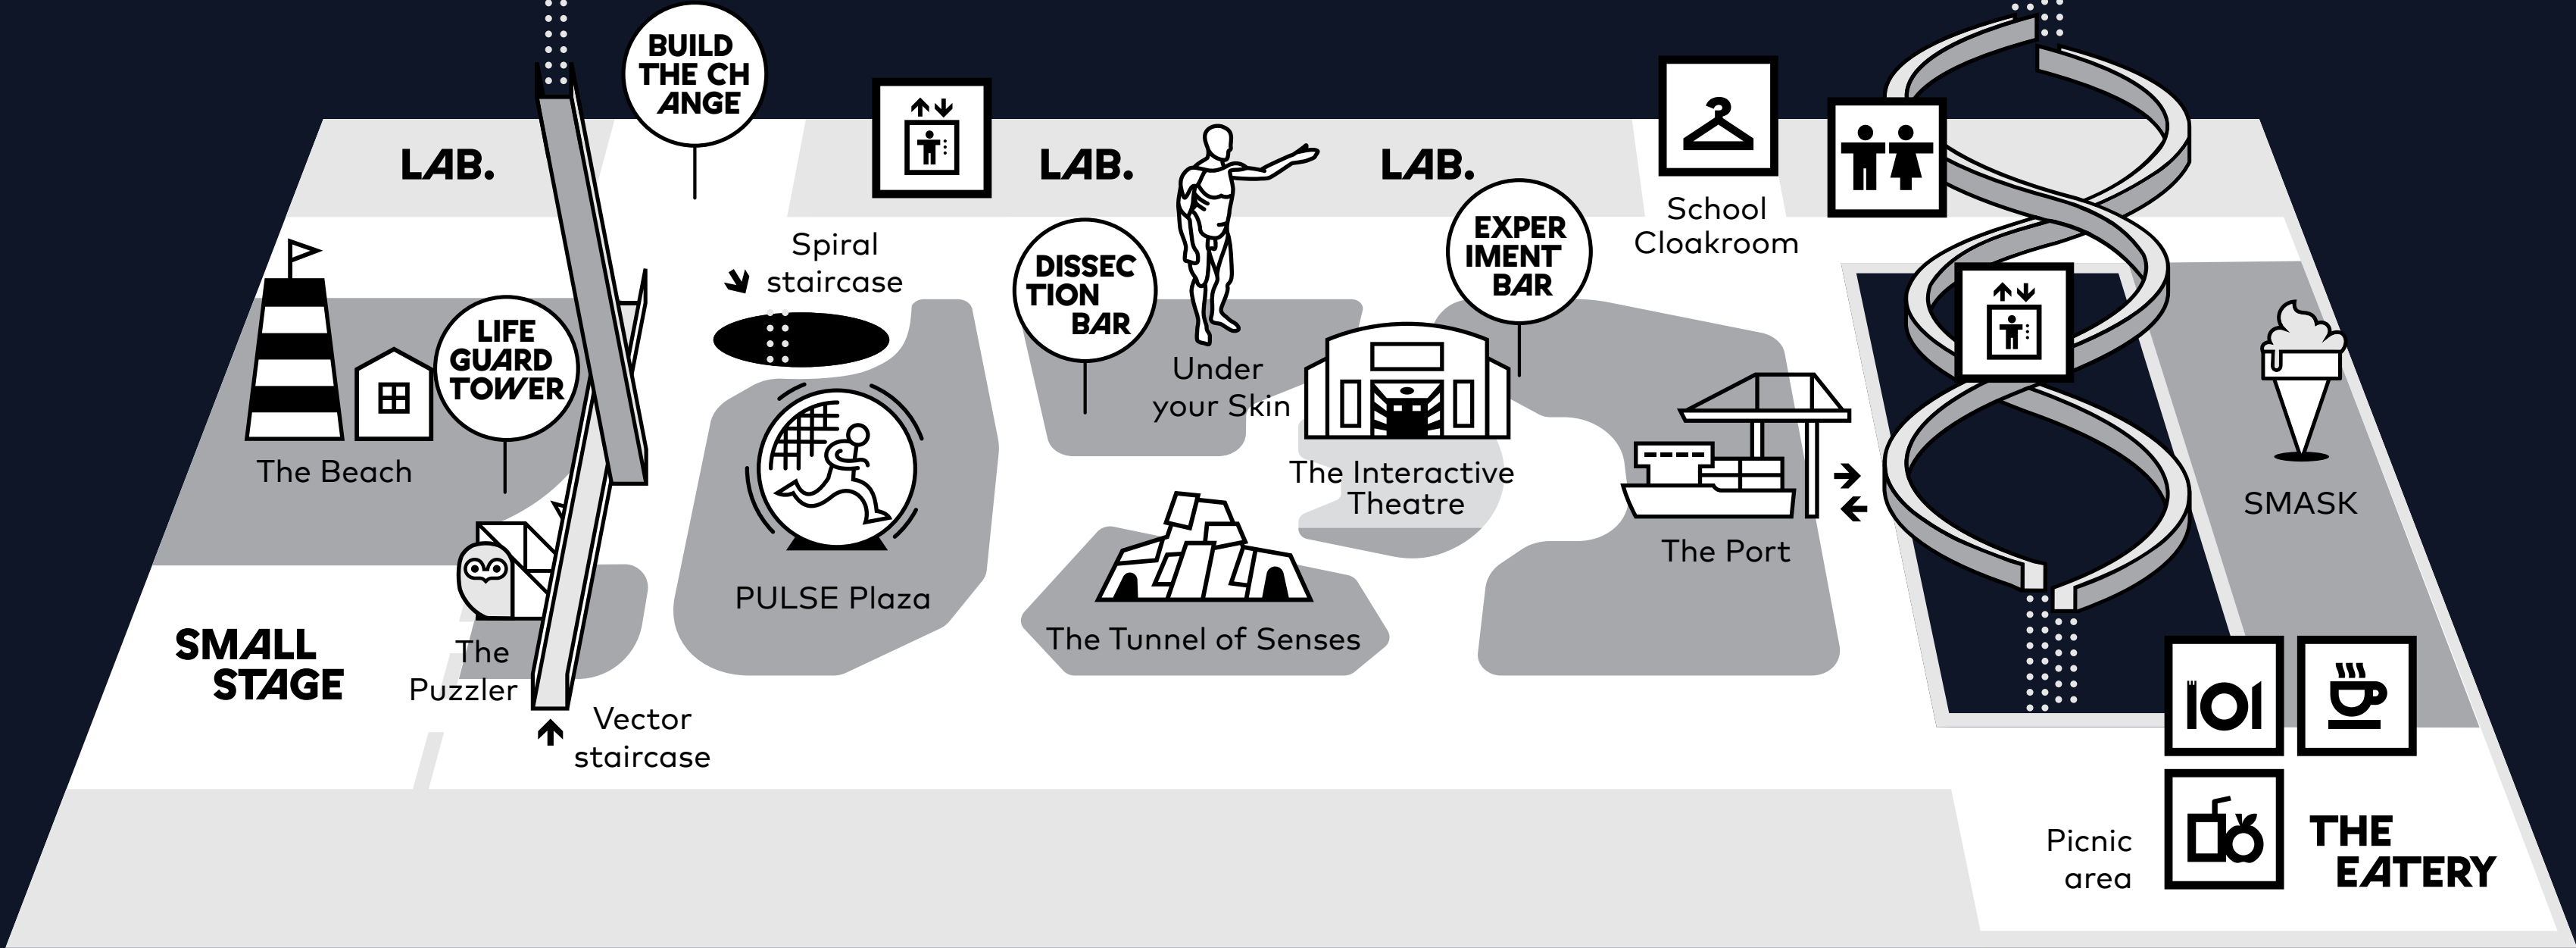 BUILD
THE CH
ANGE
LAB.
LAB.
LAB.
School
Cloakroom
Spiral
staircase
DISSEC
TION
BAR
EXPER
IMENT
BAR
LIFE
GUARD
TOWER
Under
your Skin
The Beach
The Interactive
Theatre
SMASK
The Port
PULSE Plaza
The Tunnel of Senses
The
Puzzler
SMALL
STAGE
Vector
staircase
Picnic
area
THE
EATERY